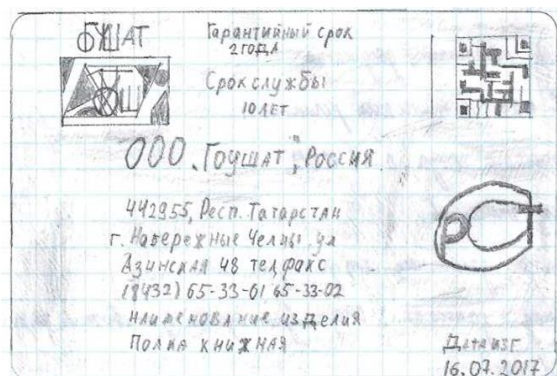 БУШАТ
Гарантийный срок
2 ГОДА
Срок службы
10 ЛЕТ
ООО. ГОУШАТ, РОССИЯ
442955, Респ. Татарстан
г. Набережные Челны, ул
Азинская 48 тел, факс
(8432) 65-33-01 65-33-02
Наименование изделия
Полка книжная
Дата изг.
16.07.2017